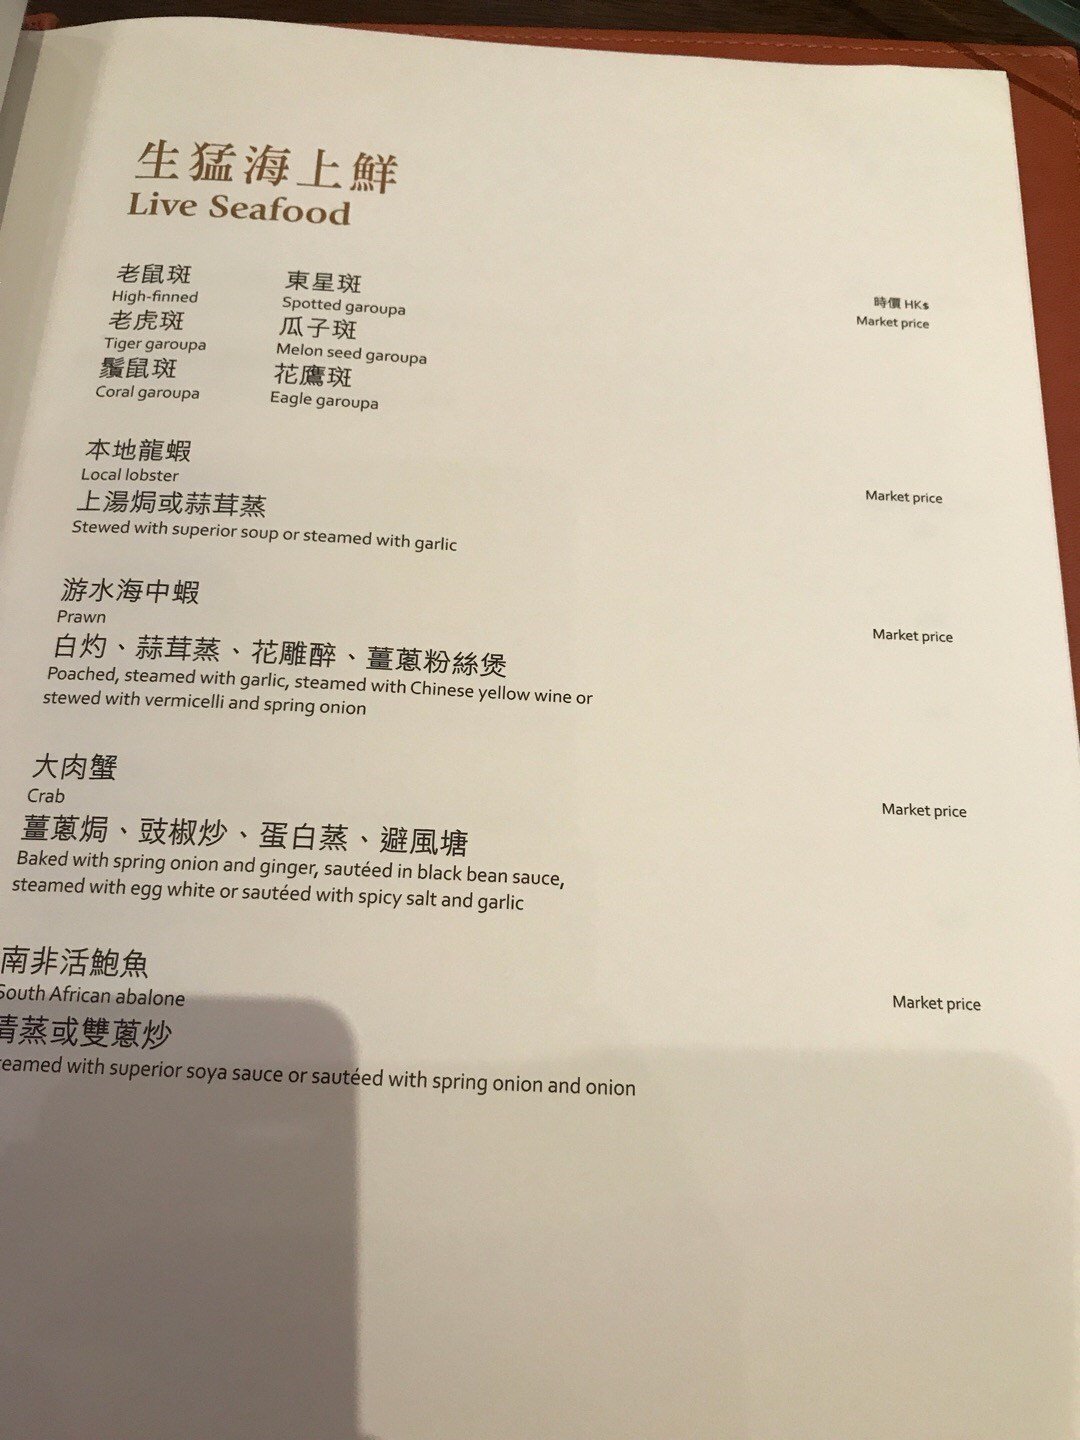 生猛海上鮮
Live Seafood
老鼠斑 東星斑
High-finned Spotted garoupa
時價 HK$
Market price
老虎斑 瓜子斑
Tiger garoupa Melon seed garoupa
鬚鼠斑 花鷹斑
Coral garoupa Eagle garoupa
本地龍蝦
Local lobster
Market price
上湯焗或蒜茸蒸
Stewed with superior soup or steamed with garlic
游水海中蝦
Prawn
Market price
白灼、蒜茸蒸、花雕醉、薑蔥粉絲煲
Poached, steamed with garlic, steamed with Chinese yellow wine or
stewed with vermicelli and spring onion
大肉蟹
Crab
Market price
薑蔥焗、豉椒炒、蛋白蒸、避風塘
Baked with spring onion and ginger, sautéed in black bean sauce,
steamed with egg white or sautéed with spicy salt and garlic
南非活鮑魚
South African abalone
Market price
清蒸或雙蔥炒
reamed with superior soya sauce or sautéed with spring onion and onion